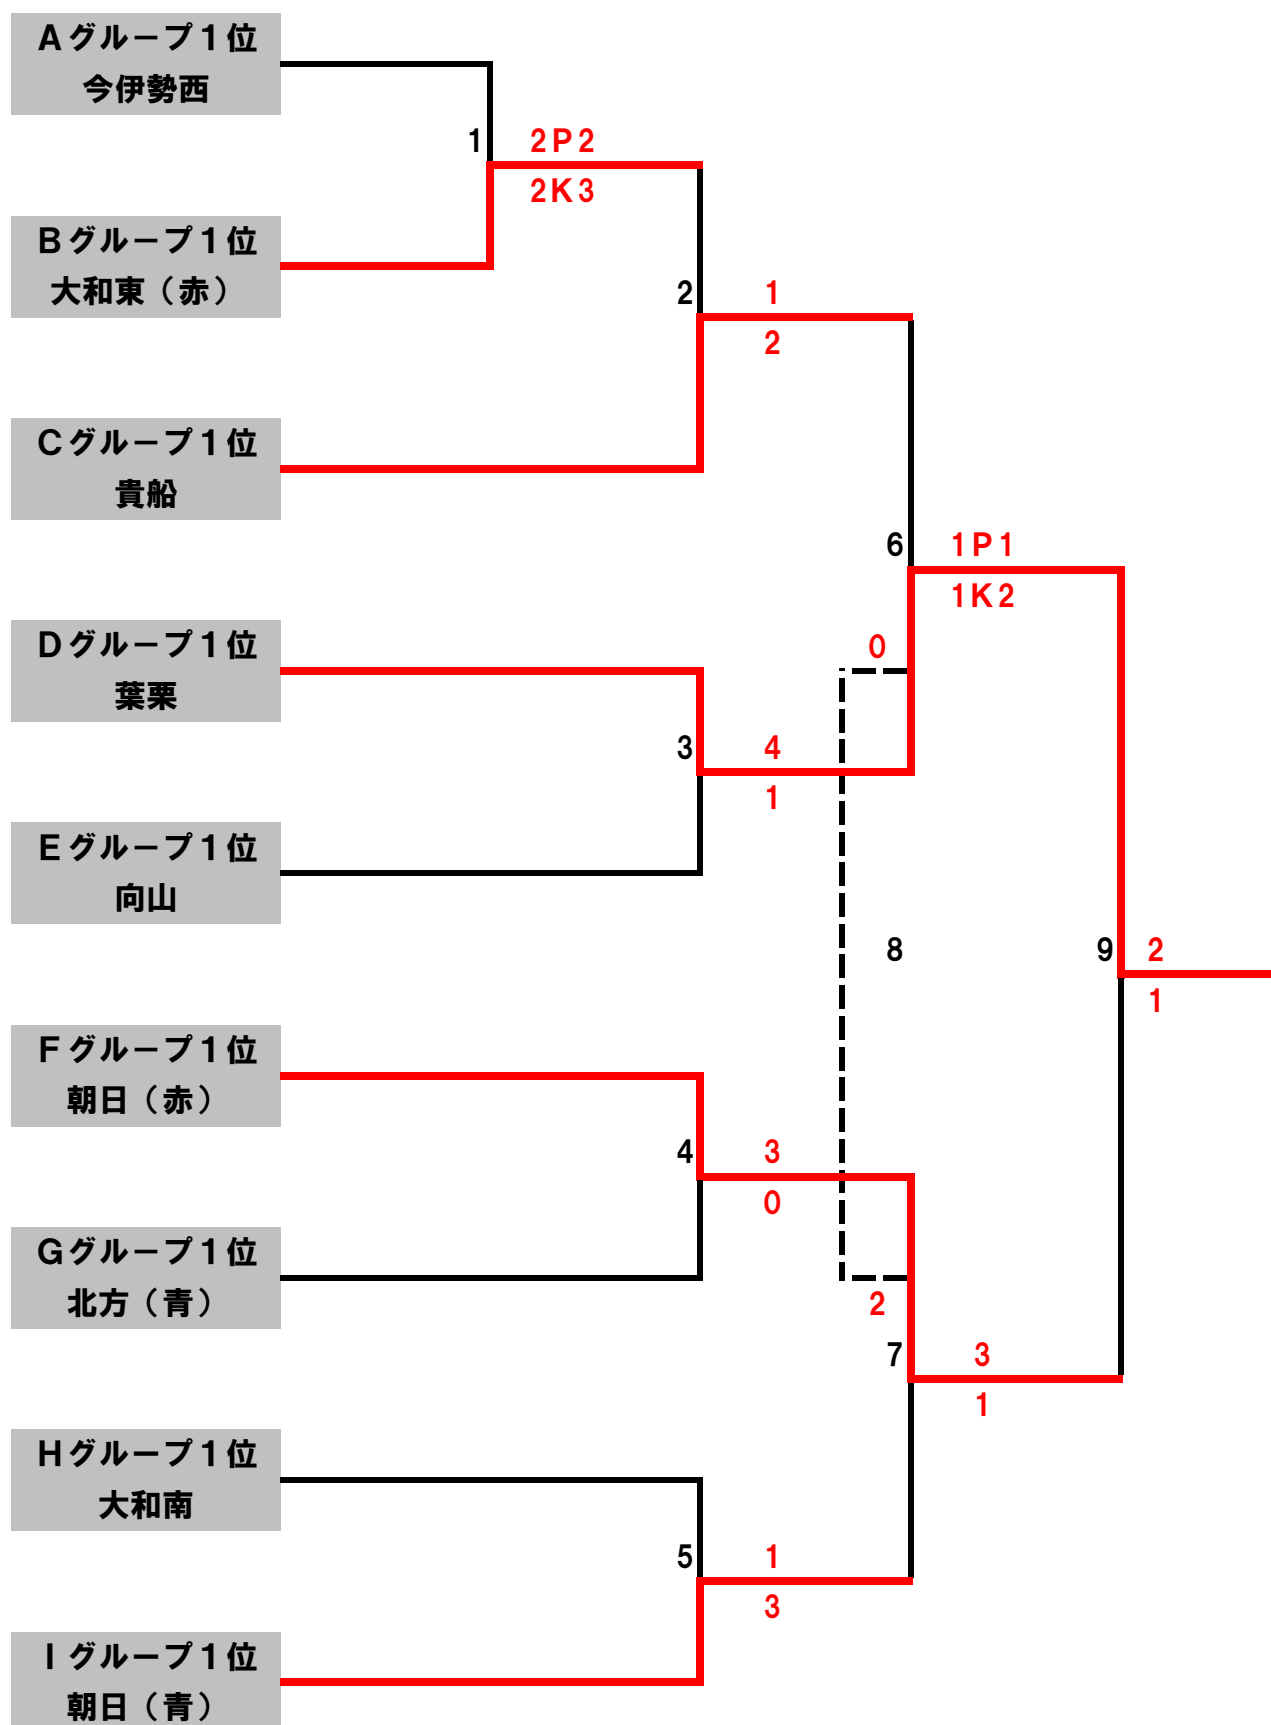 Ａグループ１位
今伊勢西
1
2P2
2K3
Ｂグループ１位
大和東（赤）
2
1
2
Ｃグループ１位
貴船
6
1P1
1K2
Ｄグループ１位
葉栗
0
3
4
1
Ｅグループ１位
向山
8
9
2
1
Ｆグループ１位
朝日（赤）
4
3
0
Ｇグループ１位
北方（青）
2
7
3
1
Ｈグループ１位
大和南
5
1
3
Ｉグループ１位
朝日（青）